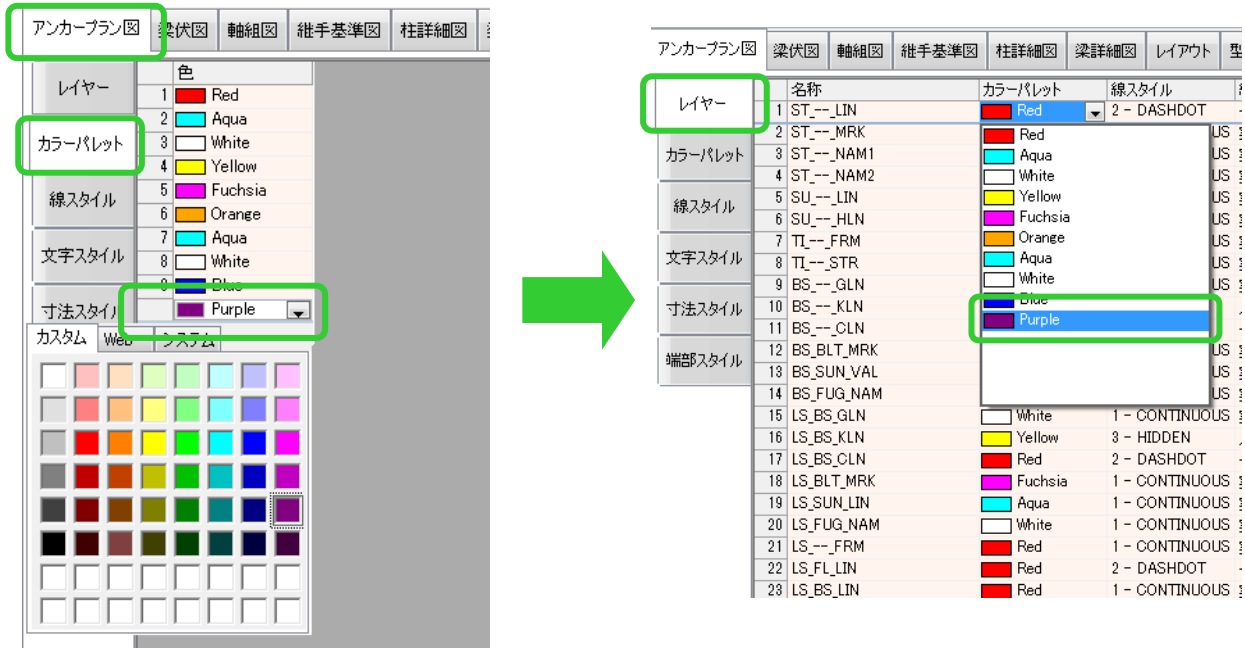 アンカープラン図 梁伏図 軸組図 継手基準図 柱詳細図
レイヤー
カラーパレット
線スタイル
文字スタイル
寸法スタイル
色
1 Red
2 Aqua
3 White
4 Yellow
5 Fuchsia
6 Orange
7 Aqua
8 White
9 Blue
Purple
カスタム Web システム
アンカープラン図 梁伏図 軸組図 継手基準図 柱詳細図 梁詳細図 レイアウト
レイヤー
カラーパレット
線スタイル
文字スタイル
寸法スタイル
端部スタイル
名称 カラーパレット 線スタイル
1 ST_--_LIN Red 2 - DASHDOT
2 ST_--_MRK US
3 ST_--_NAM1 US
4 ST_--_NAM2 US
5 SU_--_LIN US
6 SU_--_HLN US
7 TI_--_FRM US
8 TI_--_STR US
9 BS_--_GLN US
10 BS_--_KLN
11 BS_--_CLN
12 BS_BLT_MRK US
13 BS_SUN_VAL US
14 BS_FUG_NAM US
Red
Aqua
White
Yellow
Fuchsia
Orange
Aqua
White
Blue
Purple
15 LS_BS_GLN White 1 - CONTINUOUS
16 LS_BS_KLN Yellow 3 - HIDDEN
17 LS_BS_CLN Red 2 - DASHDOT
18 LS_BLT_MRK Fuchsia 1 - CONTINUOUS
19 LS_SUN_LIN Aqua 1 - CONTINUOUS
20 LS_FUG_NAM White 1 - CONTINUOUS
21 LS_--_FRM Red 1 - CONTINUOUS
22 LS_FL_LIN Red 2 - DASHDOT
23 LS_BS_LIN Red 1 - CONTINUOUS